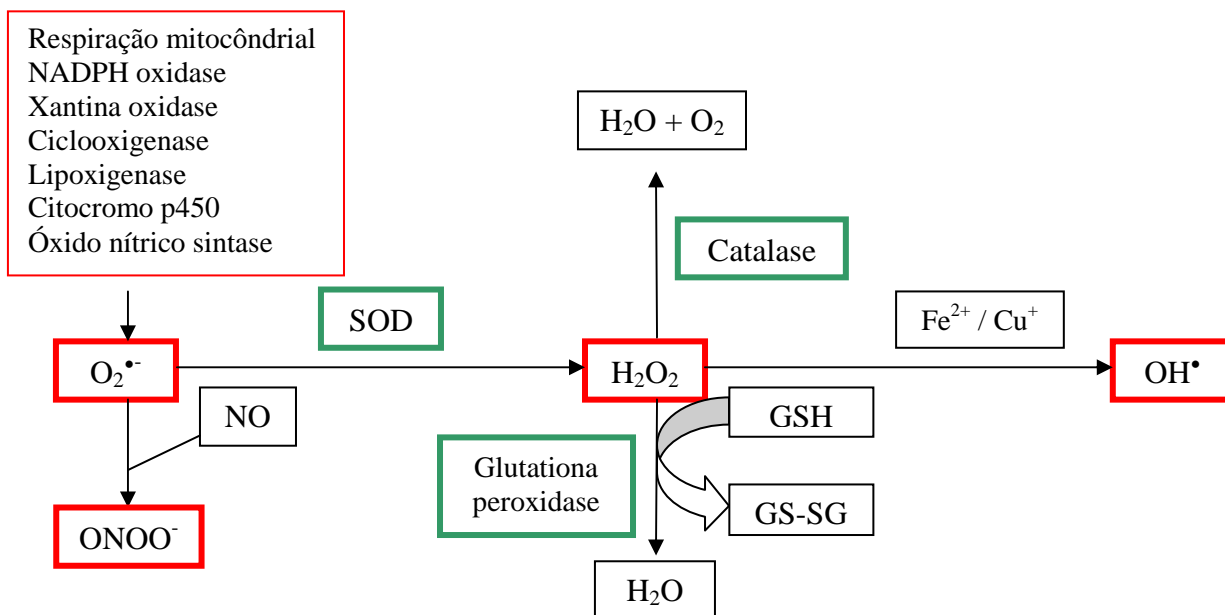 Respiração mitocôndrial
NADPH oxidase
Xantina oxidase
Ciclooxigenase
Lipoxigenase
Citocromo p450
Óxido nítrico sintase
H₂O + O₂
Catalase
SOD
Fe²⁺ / Cu⁺
O₂•⁻
H₂O₂
OH•
NO
GSH
Glutationa
peroxidase
GS-SG
ONOO⁻
H₂O